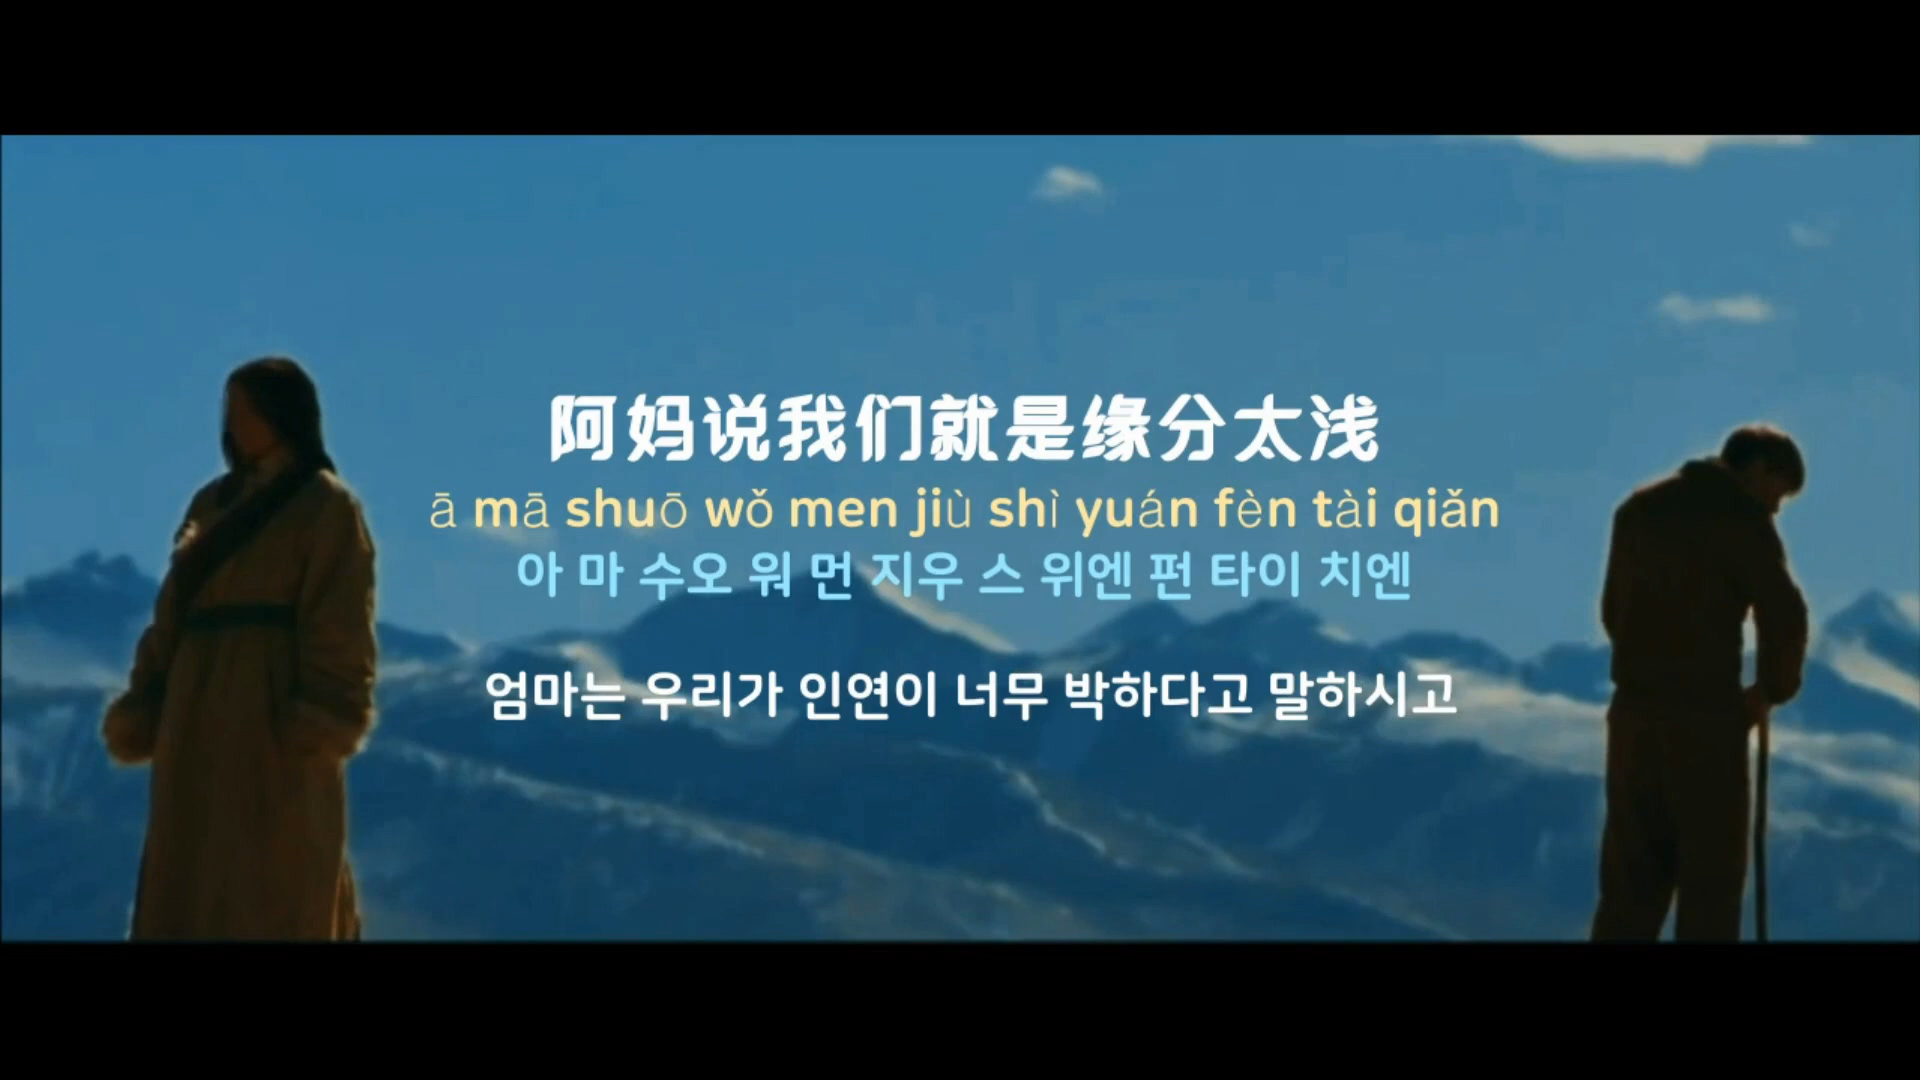 阿妈说我们就是缘分太浅
ā mā shuō wǒ men jiù shì yuán fèn tài qiǎn
아 마 수오 워 먼 지우 스 위엔 펀 타이 치엔
엄마는 우리가 인연이 너무 박하다고 말하시고